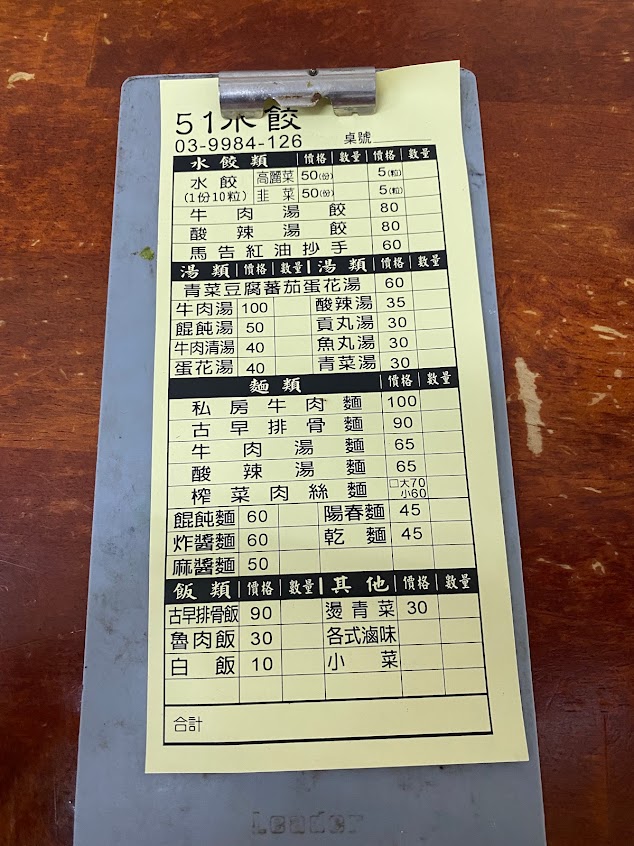 51水餃
03-9984-126 桌號
水餃類 價格 數量 價格 數量
水餃 高麗菜 50(份) 5(粒)
(1份10粒) 韭菜 50(份) 5(粒)
牛肉湯餃 80
酸辣湯餃 80
馬告紅油抄手 60
湯類 價格 數量 湯類 價格 數量
青菜豆腐蕃茄蛋花湯 60
牛肉湯 100 酸辣湯 35
餛飩湯 50 貢丸湯 30
牛肉清湯 40 魚丸湯 30
蛋花湯 40 青菜湯 30
麵類 價格 數量
私房牛肉麵 100
古早排骨麵 90
牛肉湯麵 65
酸辣湯麵 65
榨菜肉絲麵 □大70
小60
餛飩麵 60 陽春麵 45
炸醬麵 60 乾麵 45
麻醬麵 50
飯類 價格 數量 其他 價格 數量
古早排骨飯 90 燙青菜 30
魯肉飯 30 各式滷味
白飯 10 小菜
合計
Leader